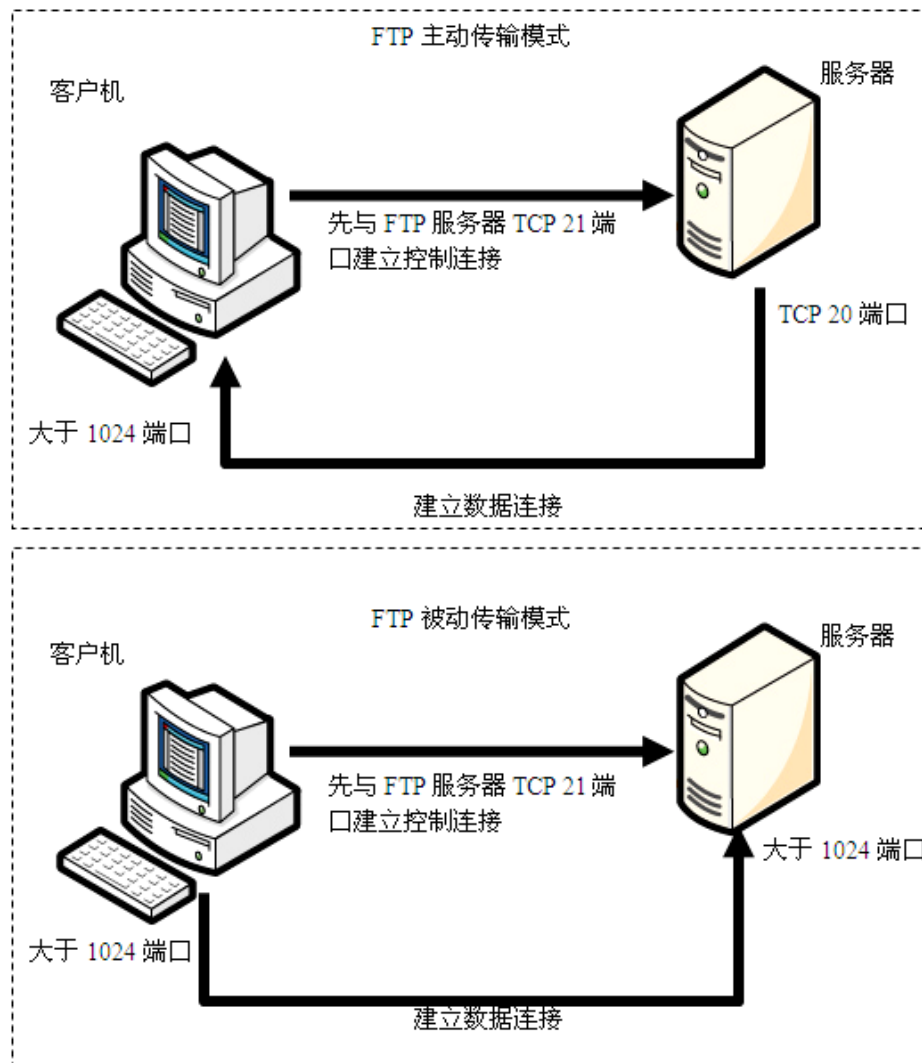 FTP 主动传输模式
客户机
服务器
先与 FTP 服务器 TCP 21 端
口建立控制连接
TCP 20 端口
大于 1024 端口
建立数据连接
FTP 被动传输模式
客户机
服务器
先与 FTP 服务器 TCP 21 端
口建立控制连接
大于 1024 端口
大于 1024 端口
建立数据连接